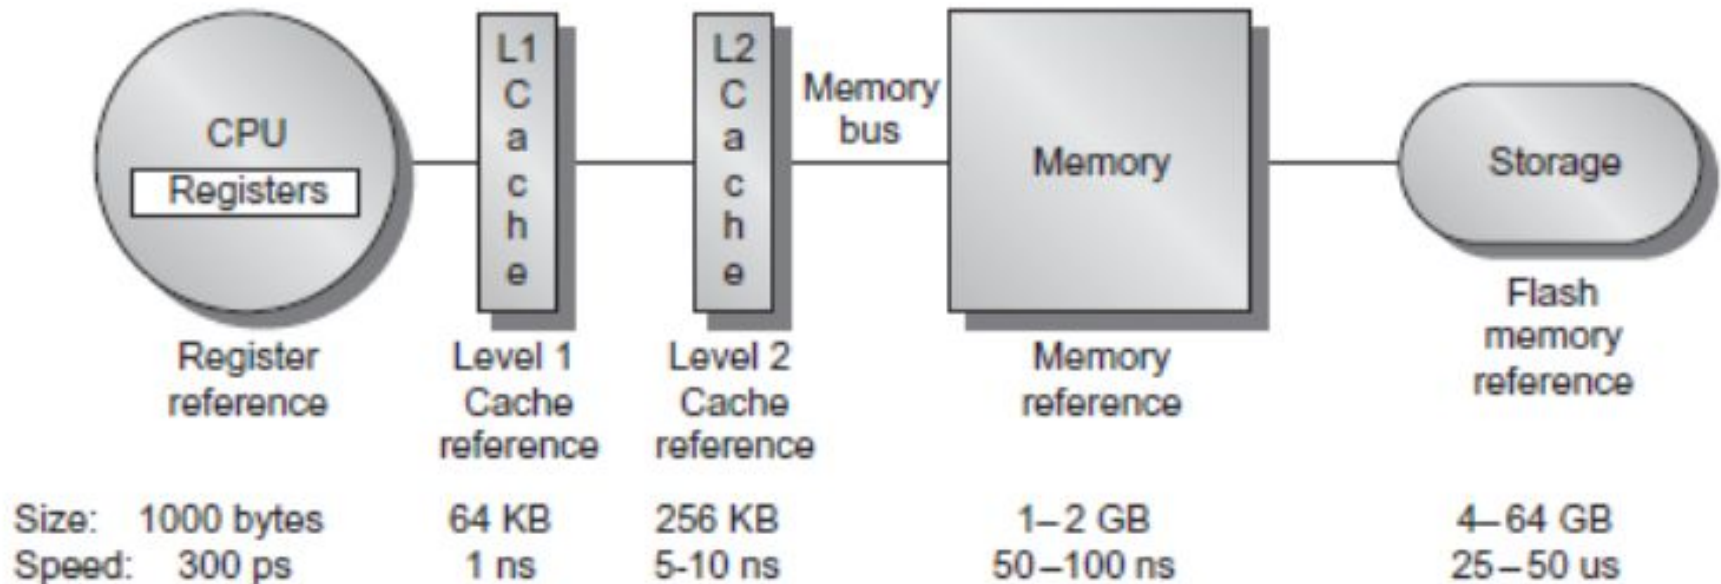 CPU
Registers
L1
C
a
c
h
e
L2
C
a
c
h
e
Memory
bus
Memory
Storage
Register
reference
Level 1
Cache
reference
Level 2
Cache
reference
Memory
reference
Flash
memory
reference
Size: 1000 bytes 64 KB 256 KB 1–2 GB 4–64 GB
Speed: 300 ps 1 ns 5-10 ns 50–100 ns 25–50 us